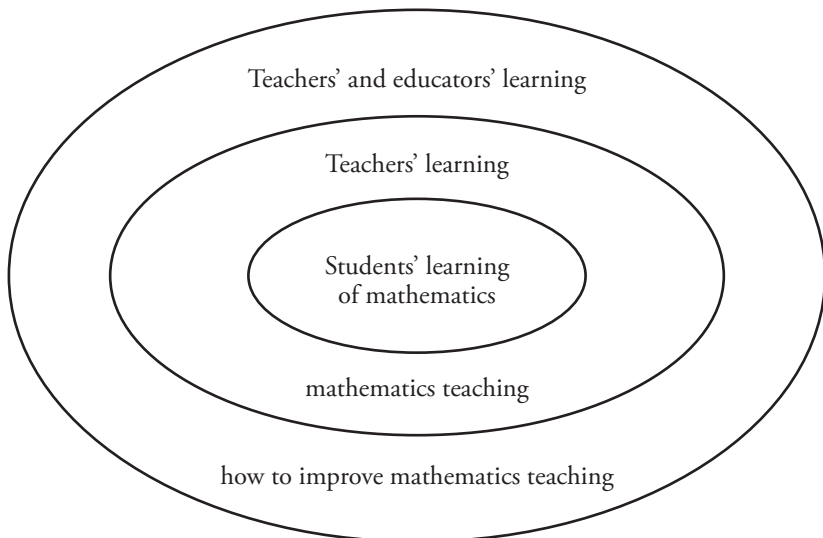 Teachers’ and educators’ learning
Teachers’ learning
Students’ learning
of mathematics
mathematics teaching
how to improve mathematics teaching